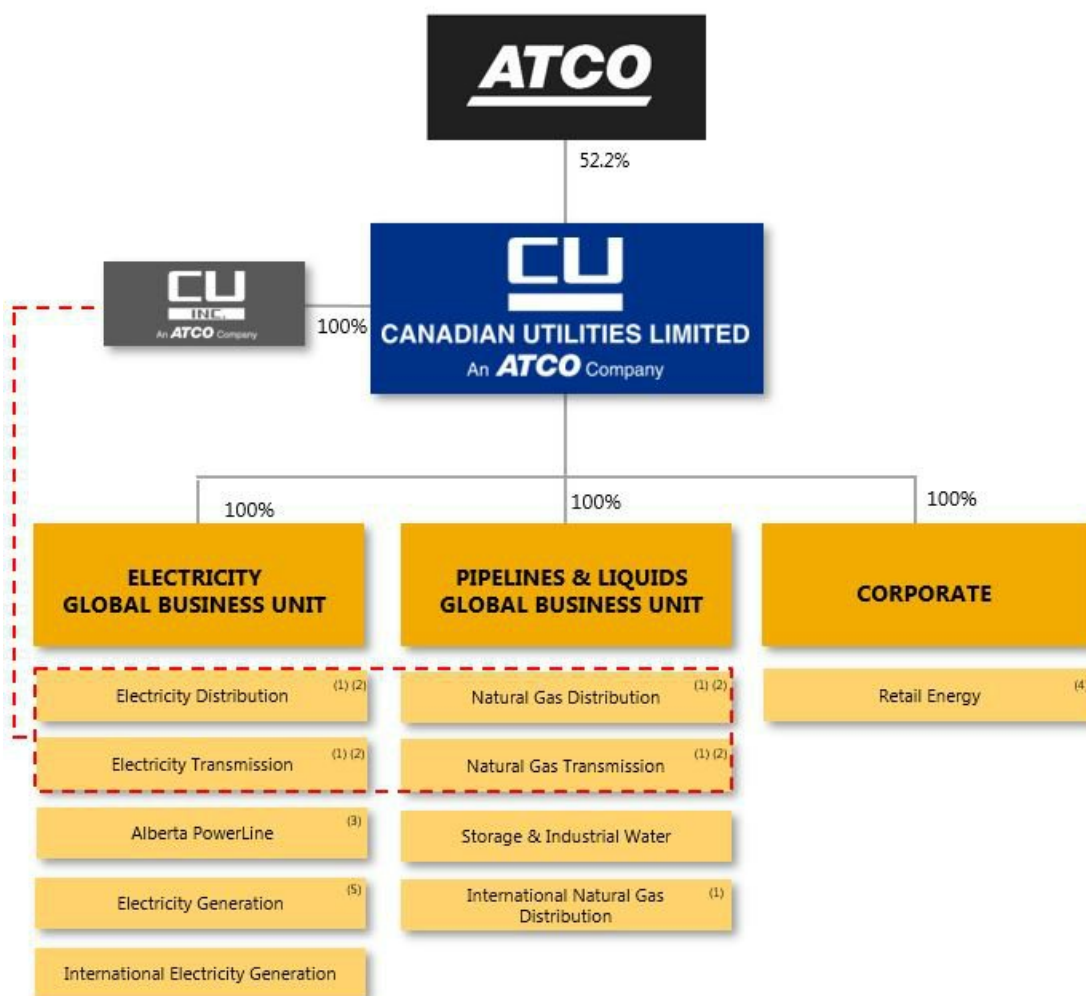 ATCO
52.2%
CU
INC.
An ATCO Company
100%
CU
CANADIAN UTILITIES LIMITED
An ATCO Company
100%
100%
100%
ELECTRICITY
GLOBAL BUSINESS UNIT
PIPELINES & LIQUIDS
GLOBAL BUSINESS UNIT
CORPORATE
Electricity Distribution (1) (2)
Natural Gas Distribution (1) (2)
Retail Energy (4)
Electricity Transmission (1) (2)
Natural Gas Transmission (1) (2)
Alberta PowerLine (3)
Storage & Industrial Water
Electricity Generation (5)
International Natural Gas (1)
Distribution
International Electricity Generation